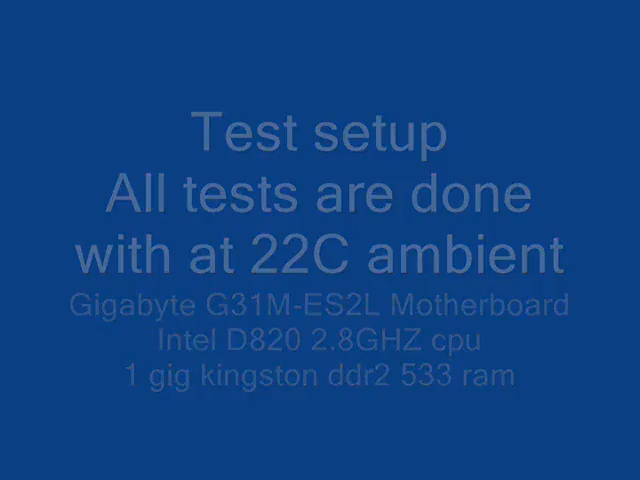 Test setup
All tests are done
with at 22C ambient
Gigabyte G31M-ES2L Motherboard
Intel D820 2.8GHZ cpu
1 gig kingston ddr2 533 ram